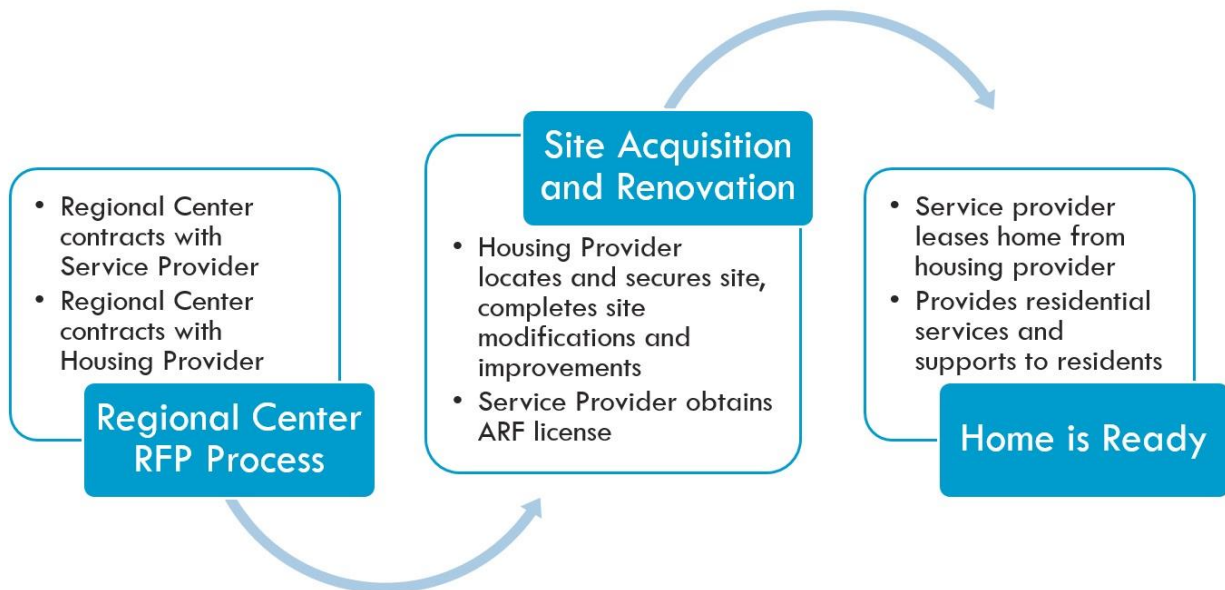 • Regional Center
contracts with
Service Provider
• Regional Center
contracts with
Housing Provider
Regional Center
RFP Process
Site Acquisition
and Renovation
• Housing Provider
locates and secures site,
completes site
modifications and
improvements
• Service Provider obtains
ARF license
• Service provider
leases home from
housing provider
• Provides residential
services and
supports to residents
Home is Ready